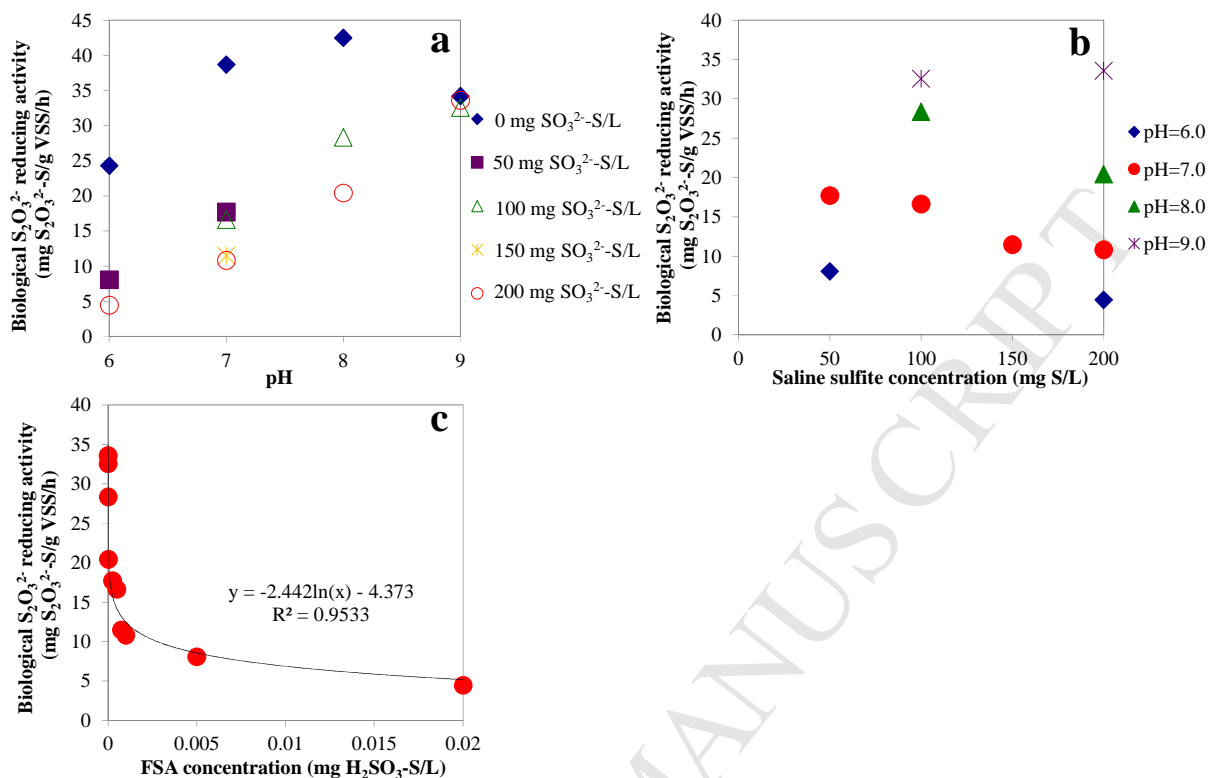 a
Biological S₂O₃²⁻ reducing activity
(mg S₂O₃²⁻-S/g VSS/h)
45
40
35
30
25
20
15
10
5
0
6
7
8
9
pH
0 mg SO₃²⁻-S/L
50 mg SO₃²⁻-S/L
100 mg SO₃²⁻-S/L
150 mg SO₃²⁻-S/L
200 mg SO₃²⁻-S/L
b
Biological S₂O₃²⁻ reducing activity
(mg S₂O₃²⁻-S/g VSS/h)
40
35
30
25
20
15
10
5
0
0
50
100
150
200
Saline sulfite concentration (mg S/L)
pH=6.0
pH=7.0
pH=8.0
pH=9.0
c
Biological S₂O₃²⁻ reducing activity
(mg S₂O₃²⁻-S/g VSS/h)
40
35
30
25
20
15
10
5
0
y = -2.442ln(x) - 4.373
R² = 0.9533
0
0.005
0.01
0.015
0.02
FSA concentration (mg H₂SO₃-S/L)
MANUSCRIPT